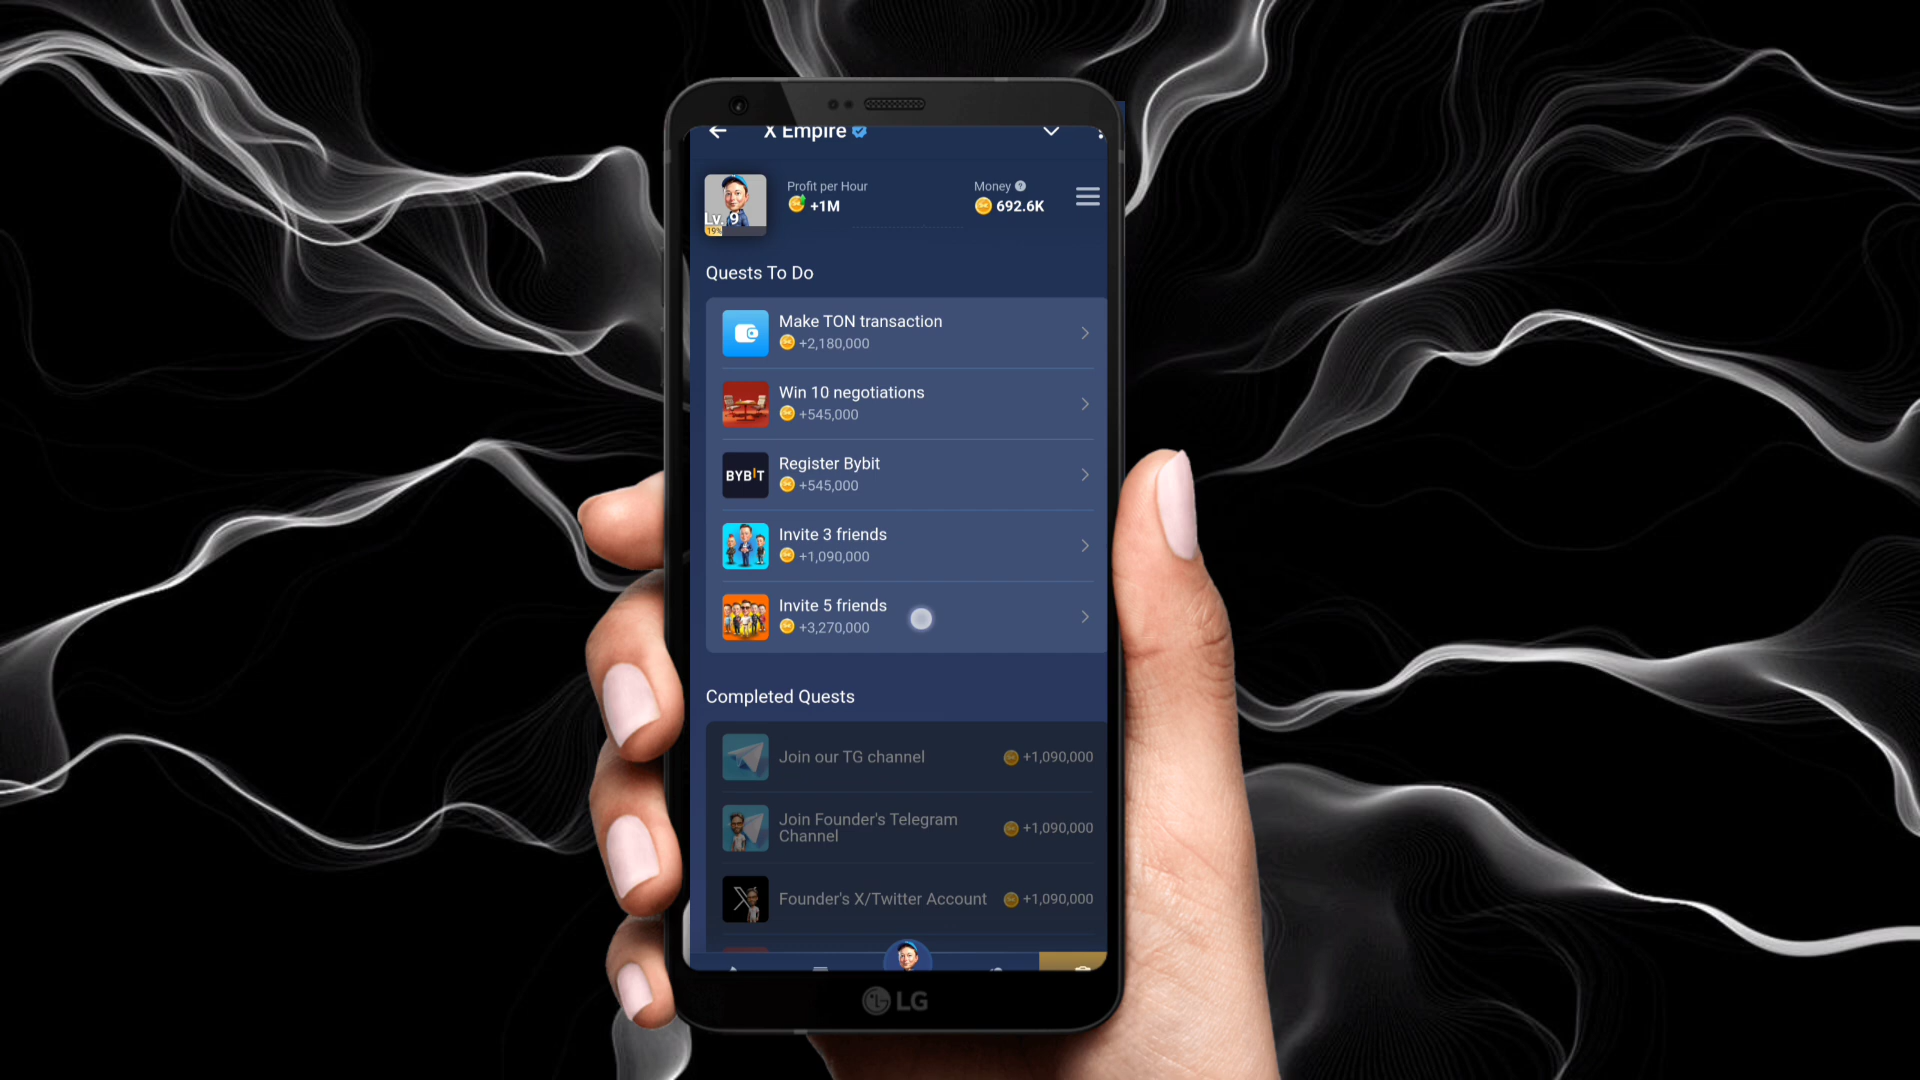 X Empire
Profit per Hour
+1M
Money ?
692.6K
Lv. 9
19%
Quests To Do
Make TON transaction
+2,180,000
Win 10 negotiations
+545,000
BYBIT
Register Bybit
+545,000
Invite 3 friends
+1,090,000
Invite 5 friends
+3,270,000
Completed Quests
Join our TG channel
+1,090,000
Join Founder's Telegram
Channel
+1,090,000
Founder's X/Twitter Account
+1,090,000
LG